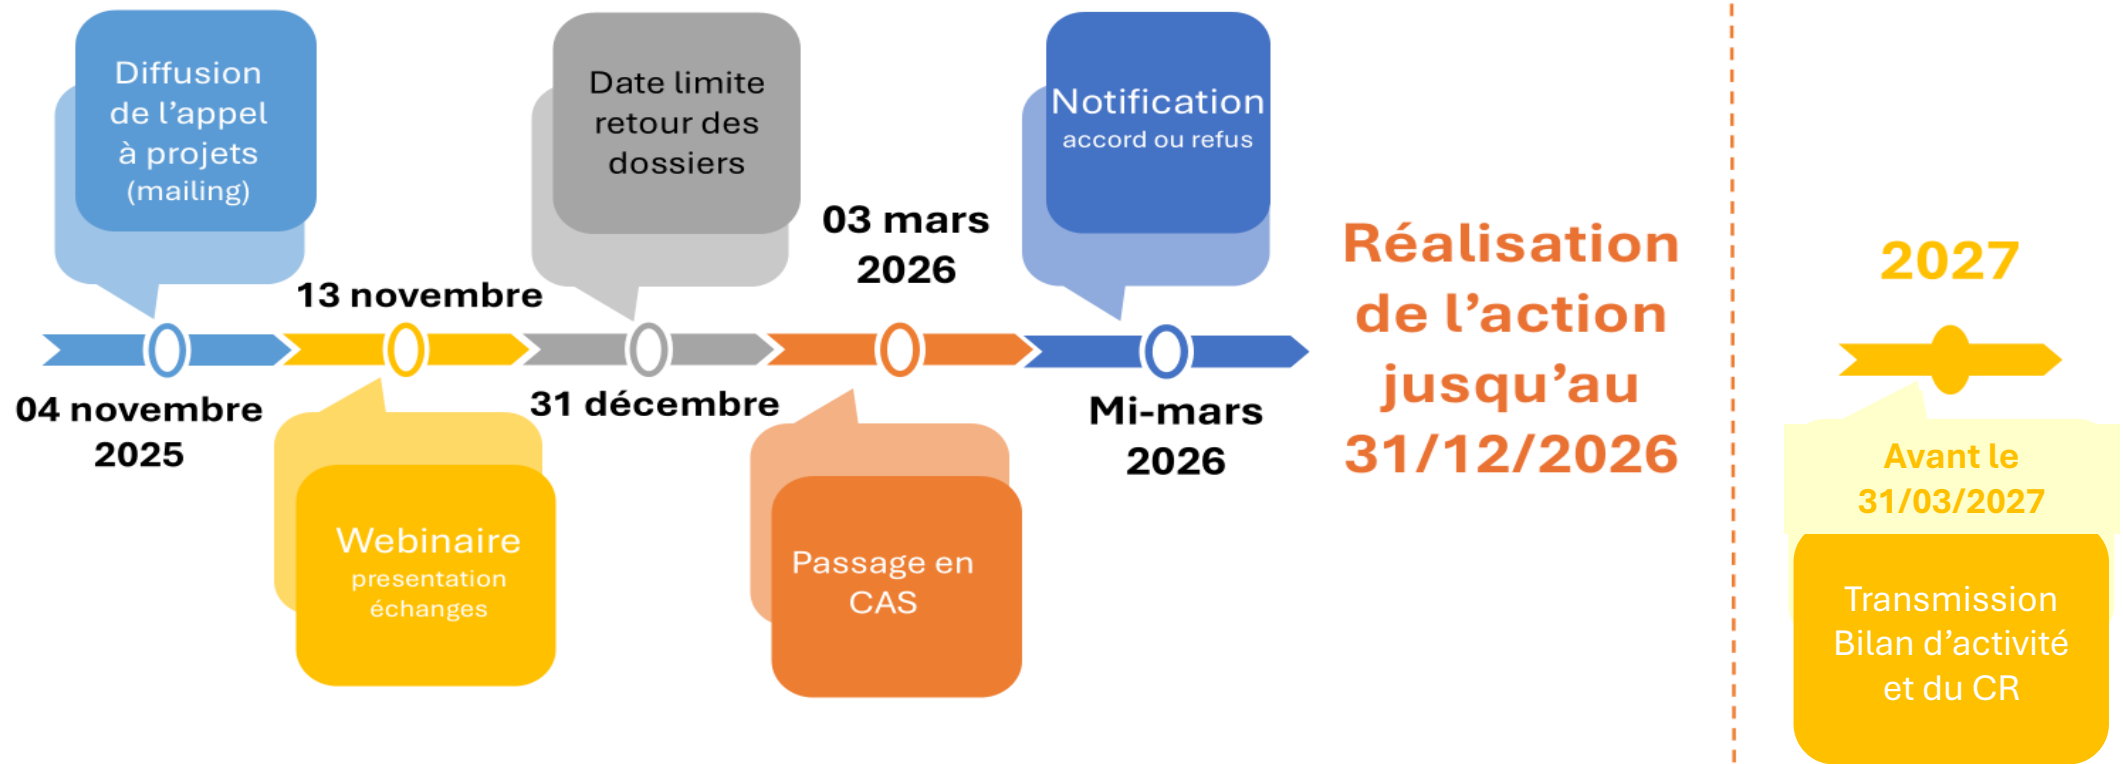 Diffusion
de l’appel
à projets
(mailing)
04 novembre
2025
13 novembre
Webinaire
presentation
échanges
Date limite
retour des
dossiers
31 décembre
03 mars
2026
Passage en
CAS
Notification
accord ou refus
Mi-mars
2026
Réalisation
de l’action
jusqu’au
31/12/2026
2027
Avant le
31/03/2027
Transmission
Bilan d’activité
et du CR